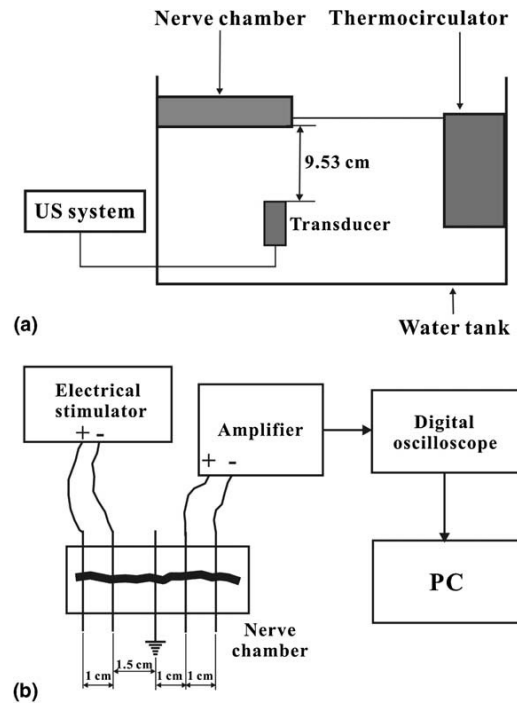 Nerve chamber
Thermocirculator
9.53 cm
US system
Transducer
Water tank
(a)
Electrical
stimulator
+ -
Amplifier
+ -
Digital
oscilloscope
PC
Nerve
chamber
1 cm
1.5 cm
1 cm
1 cm
(b)